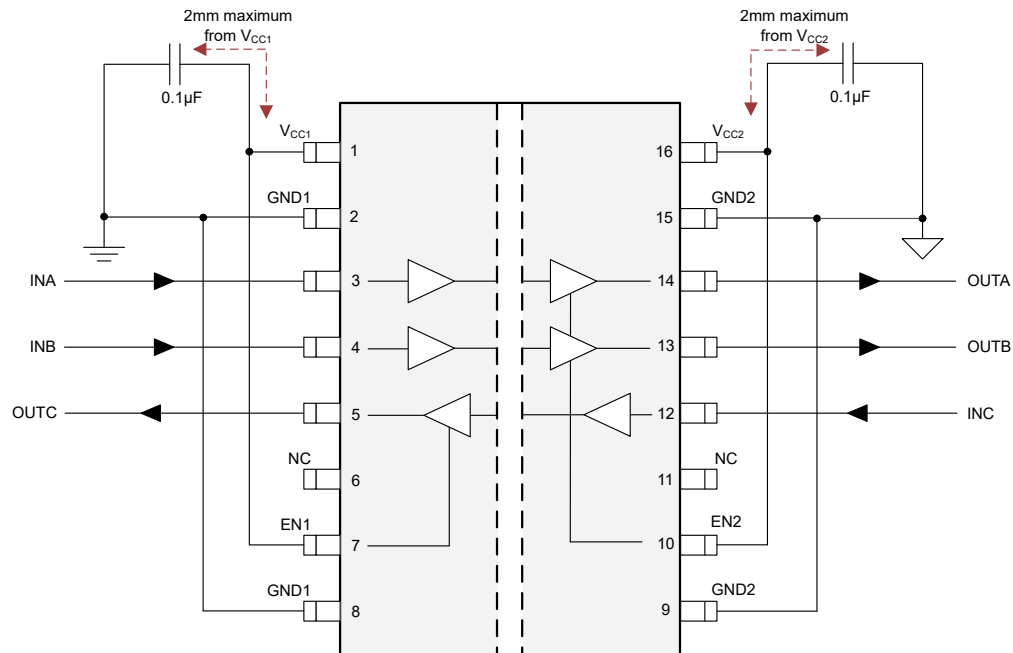 2mm maximum
from VCC1
2mm maximum
from VCC2
0.1µF
0.1µF
VCC1
1
16
VCC2
GND1
2
15
GND2
INA
3
14
OUTA
INB
4
13
OUTB
OUTC
5
12
INC
NC
6
11
NC
EN1
7
10
EN2
GND1
8
9
GND2